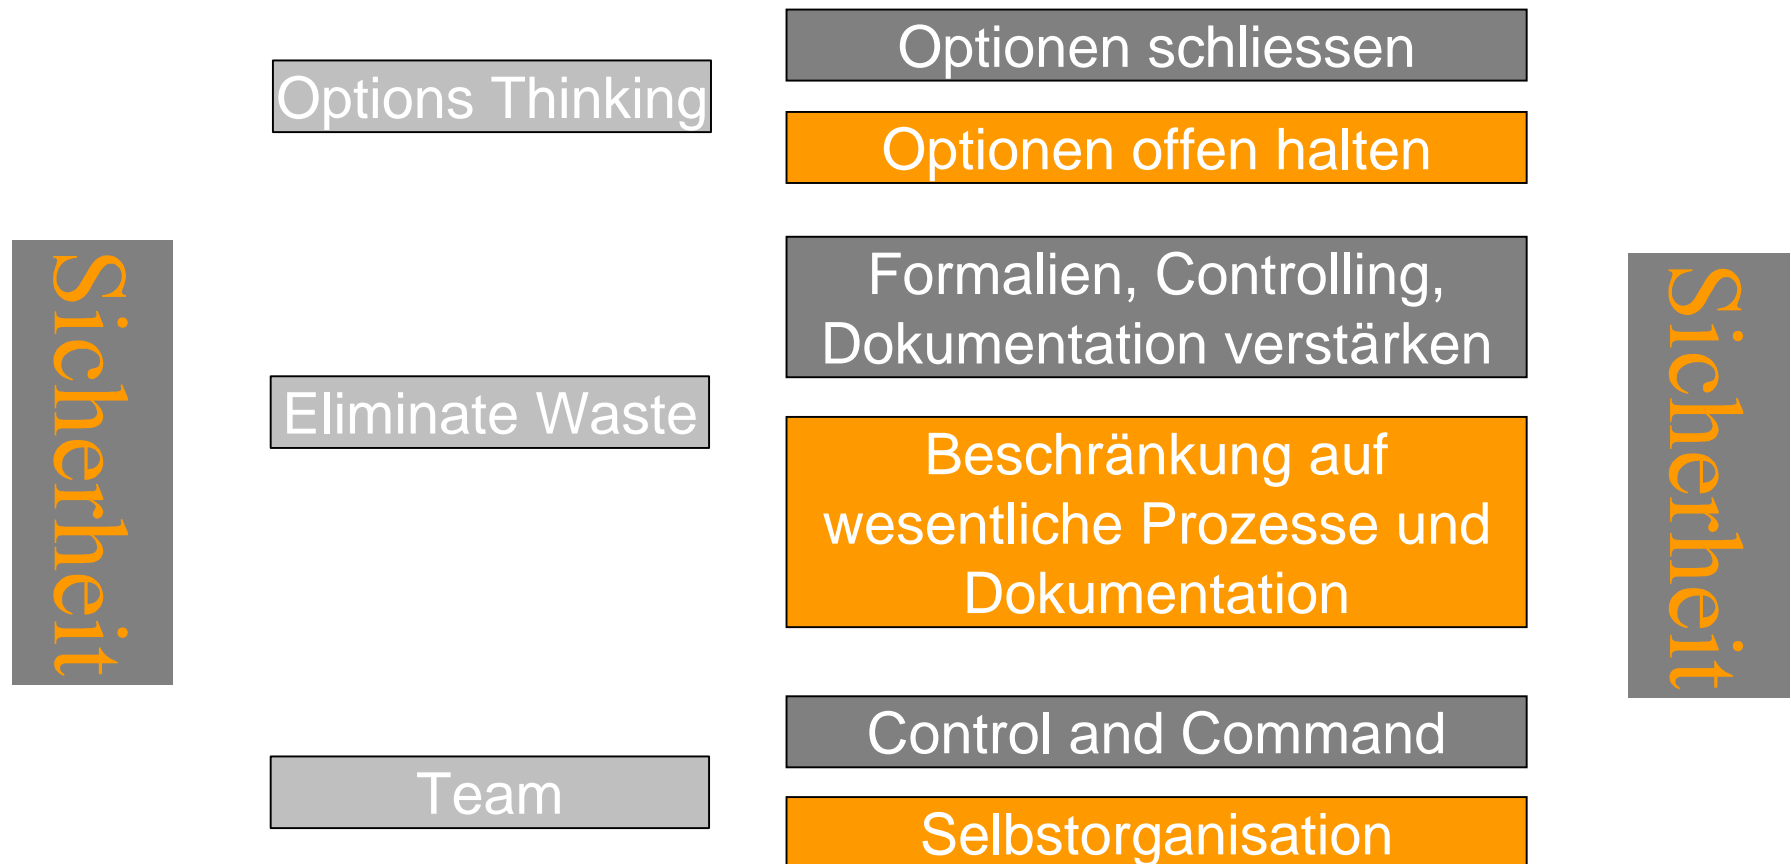 Sicherheit
Options Thinking
Optionen schliessen
Optionen offen halten
Eliminate Waste
Formalien, Controlling,
Dokumentation verstärken
Beschränkung auf
wesentliche Prozesse und
Dokumentation
Team
Control and Command
Selbstorganisation
Sicherheit